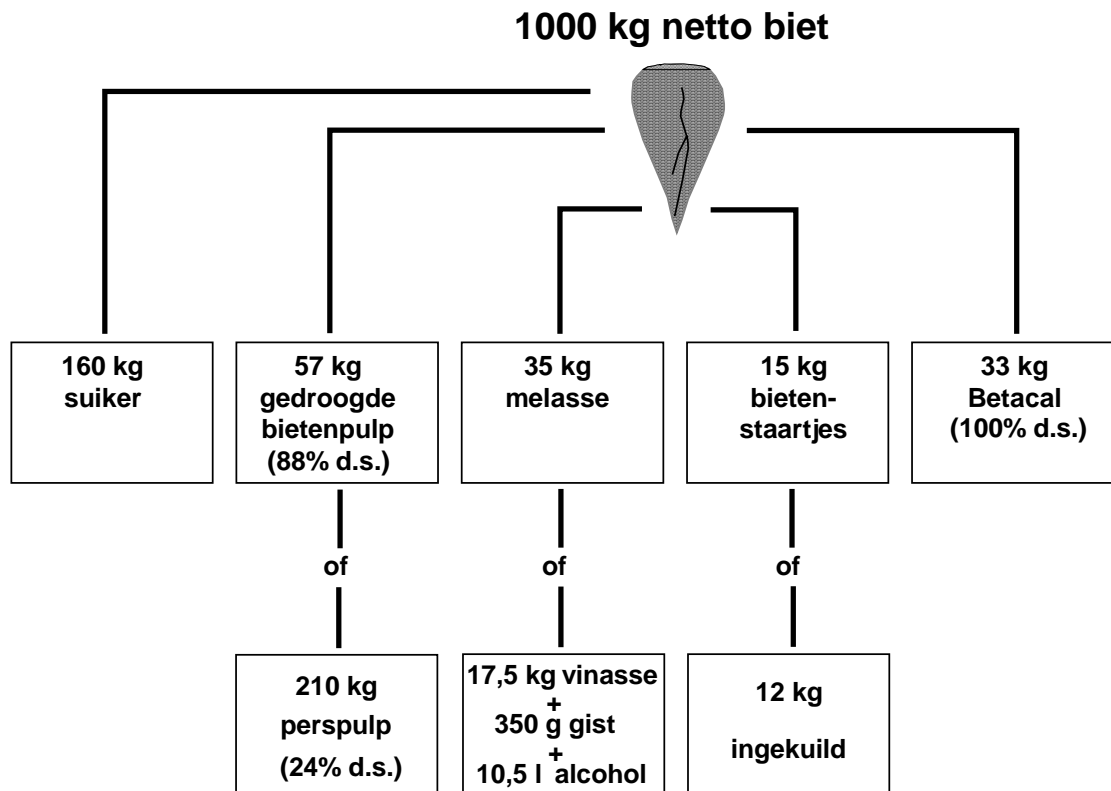 1000 kg netto biet
160 kg
suiker
57 kg
gedroogde
bietenpulp
(88% d.s.)
35 kg
melasse
15 kg
bieten-
staartjes
33 kg
Betacal
(100% d.s.)
of
of
of
210 kg
perspulp
(24% d.s.)
17,5 kg vinasse
+
350 g gist
+
10,5 l alcohol
12 kg
ingekuild